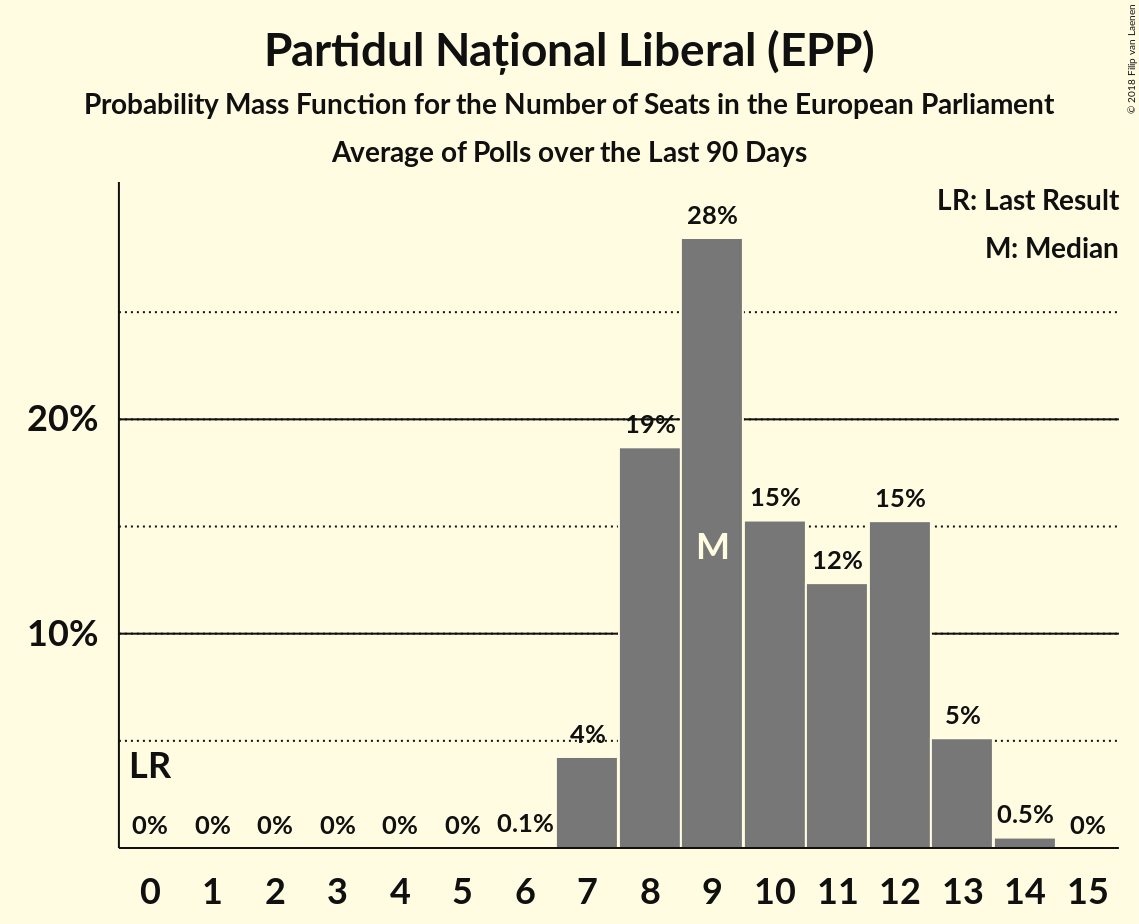 Partidul Național Liberal (EPP)
Probability Mass Function for the Number of Seats in the European Parliament
Average of Polls over the Last 90 Days
© 2018 Filip van Laenen
LR: Last Result
M: Median
28%
20%
19%
15%
15%
M
12%
10%
5%
4%
LR
0%
0%
0%
0%
0%
0%
0.1%
0.5%
0%
0 1 2 3 4 5 6 7 8 9 10 11 12 13 14 15